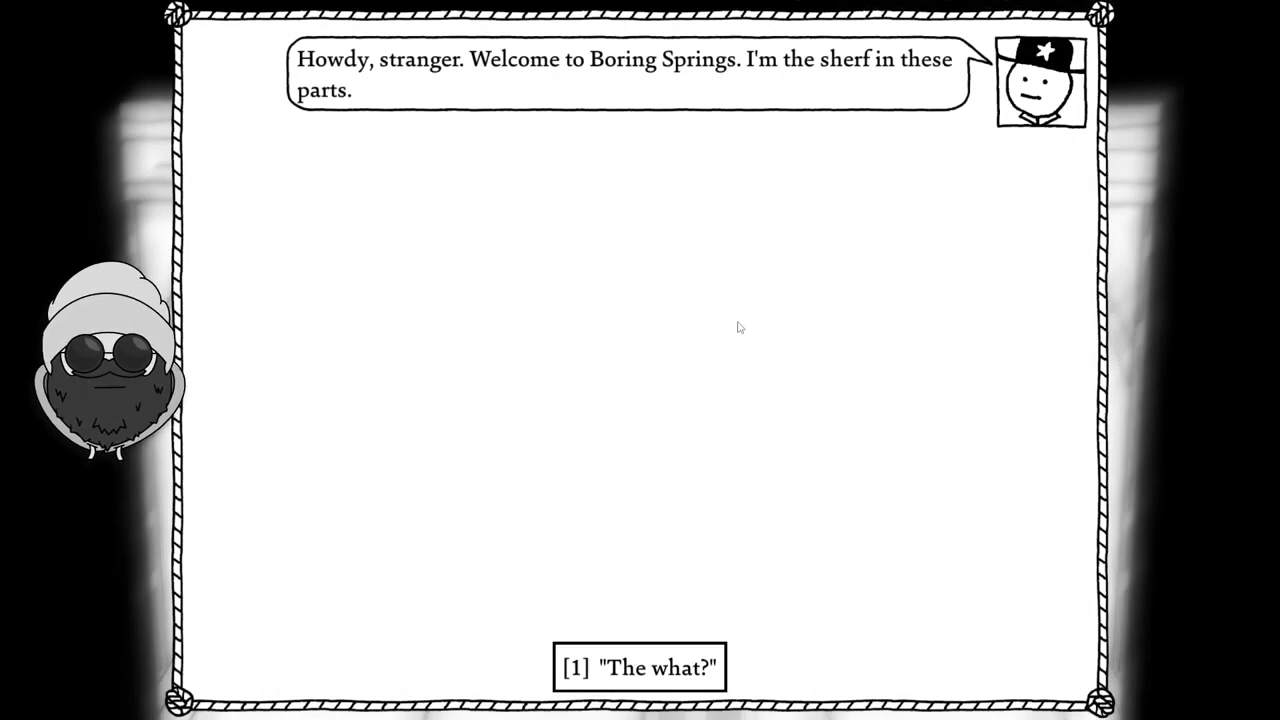 Howdy, stranger. Welcome to Boring Springs. I'm the sherf in these
parts.
[1] "The what?"